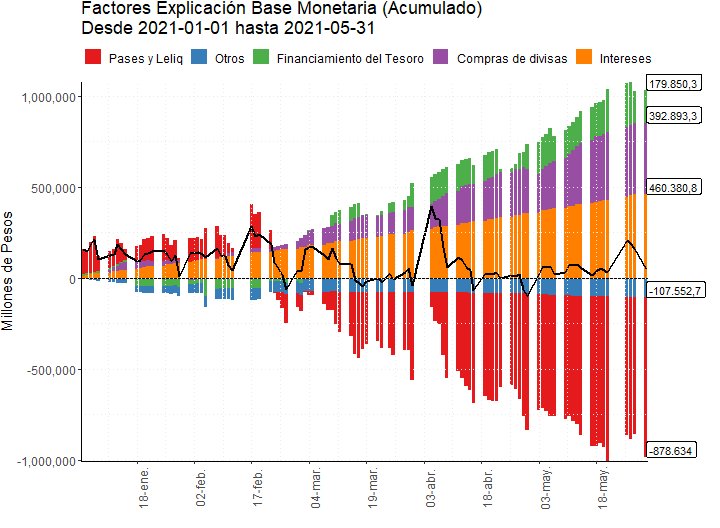 Factores Explicación Base Monetaria (Acumulado)
Desde 2021-01-01 hasta 2021-05-31
Pases y Leliq Otros Financiamiento del Tesoro Compras de divisas Intereses
Millones de Pesos
1,000,000
500,000
0
-500,000
-1,000,000
179.850,3
392.893,3
460.380,8
-107.552,7
-878.634
18-ene. 02-feb. 17-feb. 04-mar. 19-mar. 03-abr. 18-abr. 03-may. 18-may.